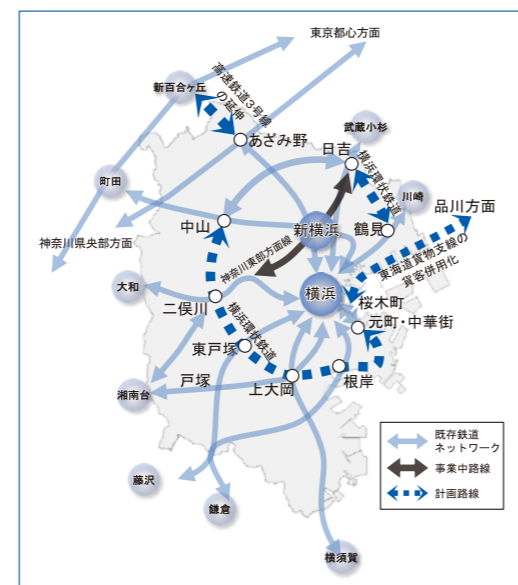 東京都心方面
新百合ヶ丘
高速鉄道3号線
の延伸
あざみ野
武蔵小杉
日吉
横浜環状鉄道
町田
川崎
中山
新横浜
鶴見
品川方面
神奈川県央部方面
神奈川東部方面線
東海道貨物支線の
貨客併用化
大和
横浜
桜木町
二俣川
元町・中華街
横浜環状鉄道
東戸塚
戸塚
上大岡
根岸
湘南台
藤沢
鎌倉
横須賀
既存鉄道
ネットワーク
事業中路線
計画路線